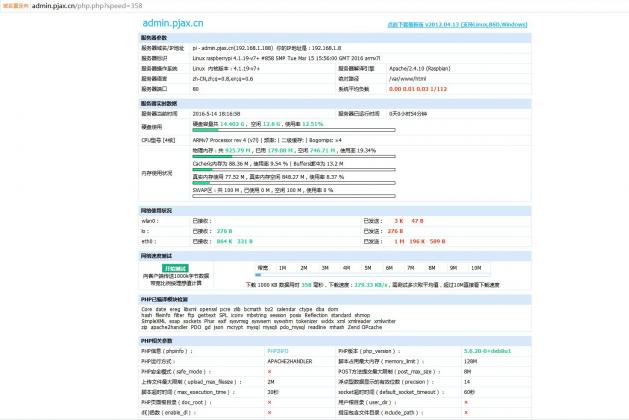 域名重定向: admin.pjax.cn/php.php?speed=358
admin.pjax.cn
点此下载最新版 v2013.04.13 (支持Linux,BSD,Windows)
服务器参数
服务器域名/IP地址 pi - admin.pjax.cn(192.168.1.188) 你的IP地址是：192.168.1.8
服务器标识 Linux raspberrypi 4.1.19-v7+ #858 SMP Tue Mar 15 15:56:00 GMT 2016 armv7l
服务器操作系统 Linux 内核版本：4.1.19-v7+ 服务器解译引擎 Apache/2.4.10 (Raspbian)
服务器语言 zh-CN,zh;q=0.8,en;q=0.6 绝对路径 /var/www/html
服务器端口 80 系统平均负载 0.00 0.01 0.03 1/112
服务器实时数据
服务器当前时间 2016-5-14 18:16:38 服务器已运行时间 0天0小时54分钟
硬盘使用 硬盘容量共 14.402 G ，空闲 12.6 G ，使用率 12.51%
CPU型号 [4核] ARMv7 Processor rev 4 (v7l) | 频率: | 二级缓存: | Bogomips: ×4
内存使用状况
物理内存：共 925.79 M , 已用 179.08 M , 空闲 746.71 M , 使用率 19.34%
Cache化内存为 88.36 M , 使用率 9.54 % | Buffers缓冲为 13.2 M
真实内存使用 77.52 M , 真实内存空闲 848.27 M , 使用率 8.37 %
SWAP区：共 100 M , 已使用 0 M , 空闲 100 M , 使用率 0 %
网络使用状况
wlan0 : 已接收 : 已发送 : 3 K 47 B
lo : 已接收 : 276 B 已发送 : 276 B
eth0 : 已接收 : 864 K 331 B 已发送 : 1 M 196 K 589 B
网络速度测试
开始测试
向客户端传送1000k字节数据
带宽比例按理想值计算
带宽 1M 2M 3M 4M 5M 6M 7M 8M 9M 10M
下载 1000 KB 数据用时 358 毫秒，下载速度：279.33 KB/s，需测试多次取平均值，超过10M直接看下载速度
PHP已编译模块检测
Core date ereg libxml openssl pcre zlib bcmath bz2 calendar ctype dba dom
hash fileinfo filter ftp gettext SPL iconv mbstring session posix Reflection standard shmop
SimpleXML soap sockets Phar exif sysvmsg sysvsem sysvshm tokenizer wddx xml xmlreader xmlwriter
zip apache2handler PDO gd json mcrypt mysql mysqli pdo_mysql readline mhash Zend OPcache
PHP相关参数
PHP信息（phpinfo）： PHPINFO PHP版本（php_version）： 5.6.20-0+deb8u1
PHP运行方式： APACHE2HANDLER 脚本占用最大内存（memory_limit）： 128M
PHP安全模式（safe_mode）： × POST方法提交最大限制（post_max_size）： 8M
上传文件最大限制（upload_max_filesize）： 2M 浮点型数据显示的有效位数（precision）： 14
脚本超时时间（max_execution_time）： 30秒 socket超时时间（default_socket_timeout）： 60秒
PHP页面根目录（doc_root）： × 用户根目录（user_dir）： ×
dl()函数（enable_dl）： × 指定包含文件目录（include_path）： ×